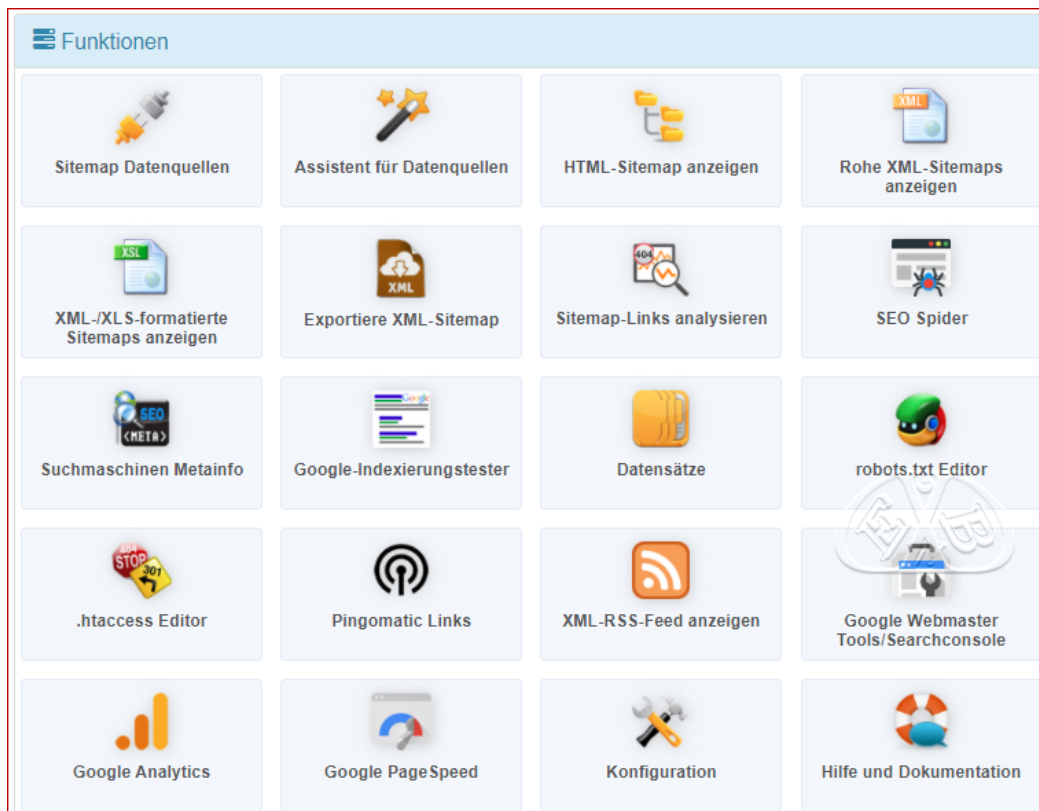 Funktionen
Sitemap Datenquellen
Assistent für Datenquellen
HTML-Sitemap anzeigen
XML
Rohe XML-Sitemaps
anzeigen
XSL
XML-/XLS-formatierte
Sitemaps anzeigen
XML
Exportiere XML-Sitemap
404
Sitemap-Links analysieren
SEO Spider
SEO
<META>
Suchmaschinen Metainfo
Google
Google-Indexierungstester
Datensätze
robots.txt Editor
E B
404
STOP
301
.htaccess Editor
Pingomatic Links
XML-RSS-Feed anzeigen
Google Webmaster
Tools/Searchconsole
Google Analytics
Google PageSpeed
Konfiguration
Hilfe und Dokumentation